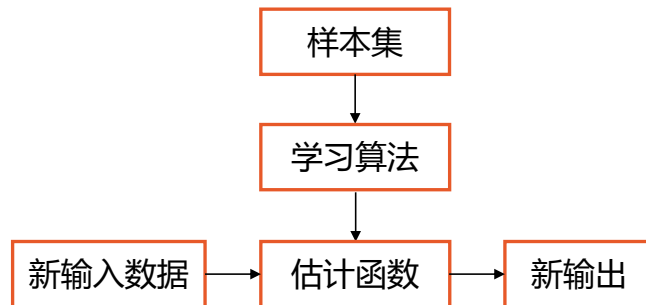 样本集
学习算法
新输入数据
估计函数
新输出